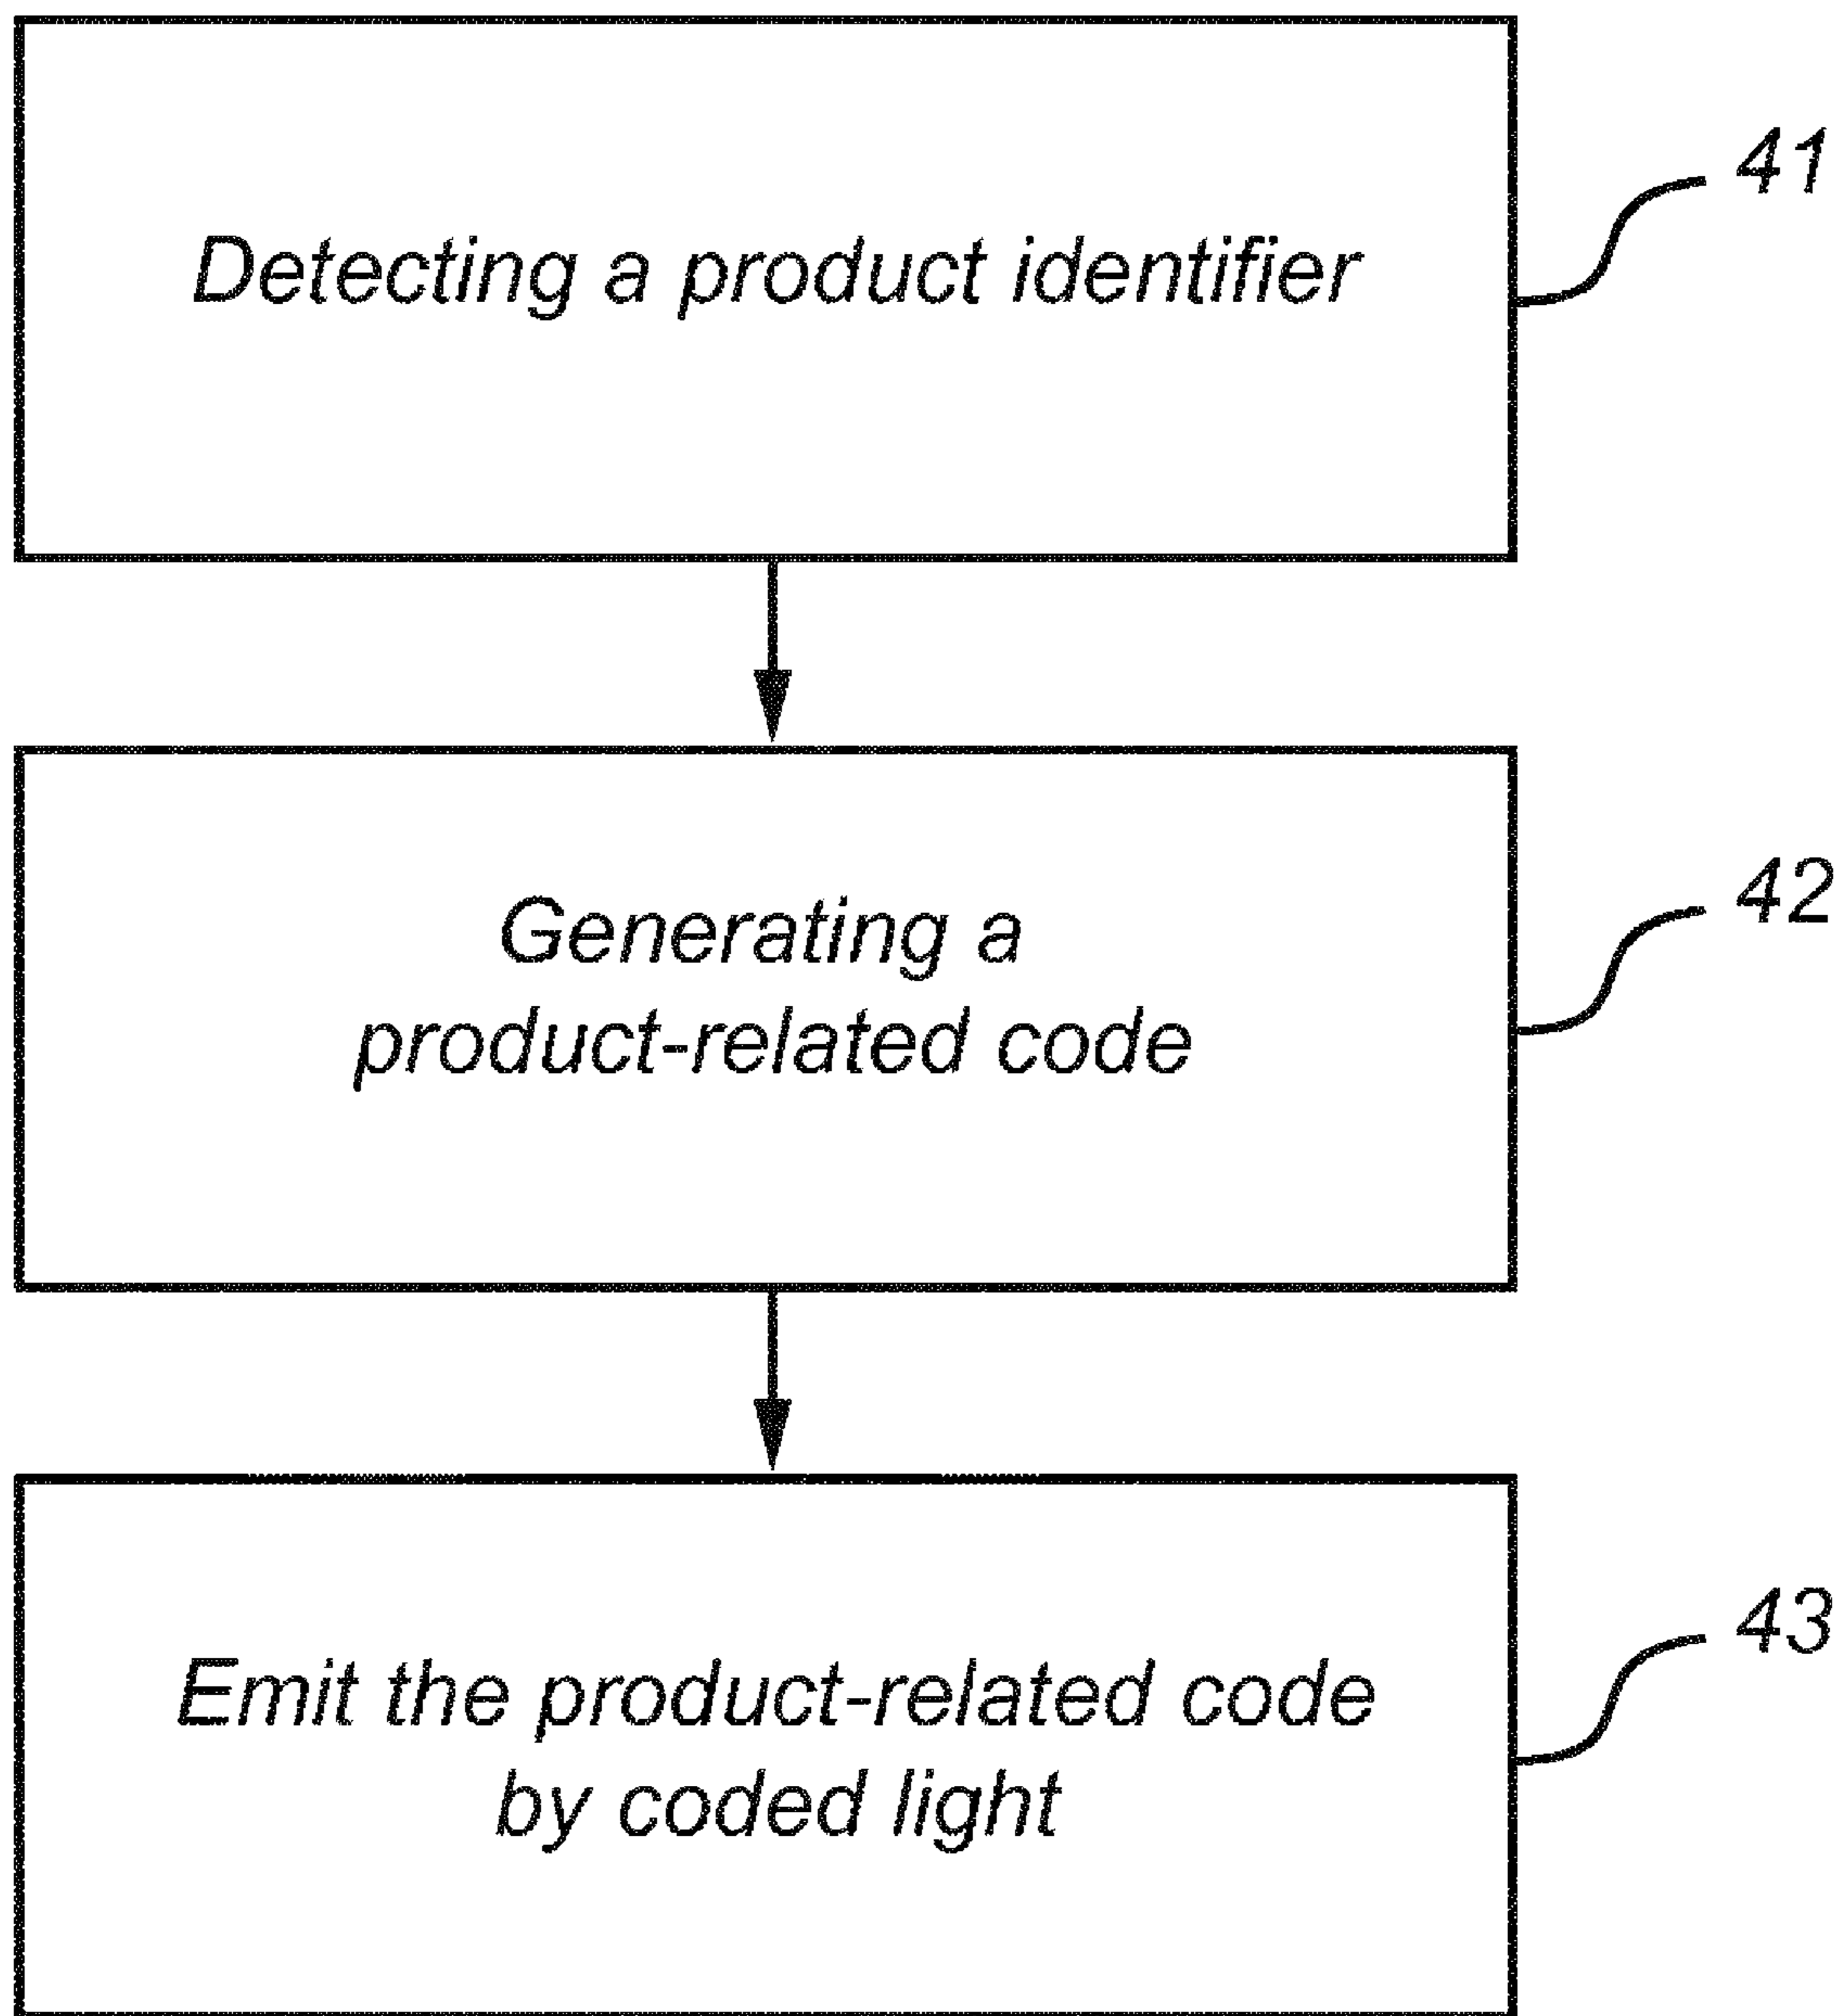 Detecting a product identifier
41
Generating a
product-related code
42
Emit the product-related code
by coded light
43